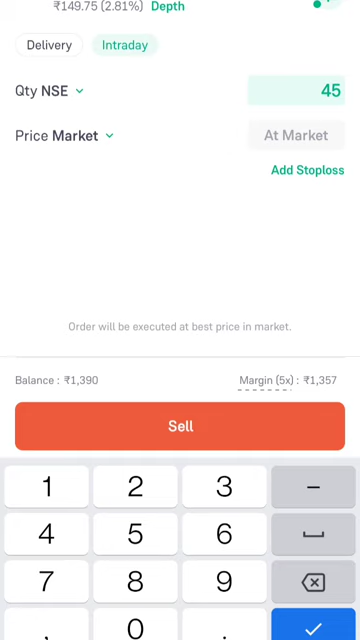 ₹149.75 (2.81%) Depth
Delivery Intraday
Qty NSE 45
Price Market At Market
Add Stoploss
Order will be executed at best price in market.
Balance : ₹1,390 Margin (5x) : ₹1,357
Sell
1 2 3 –
4 5 6
7 8 9
, 0 .